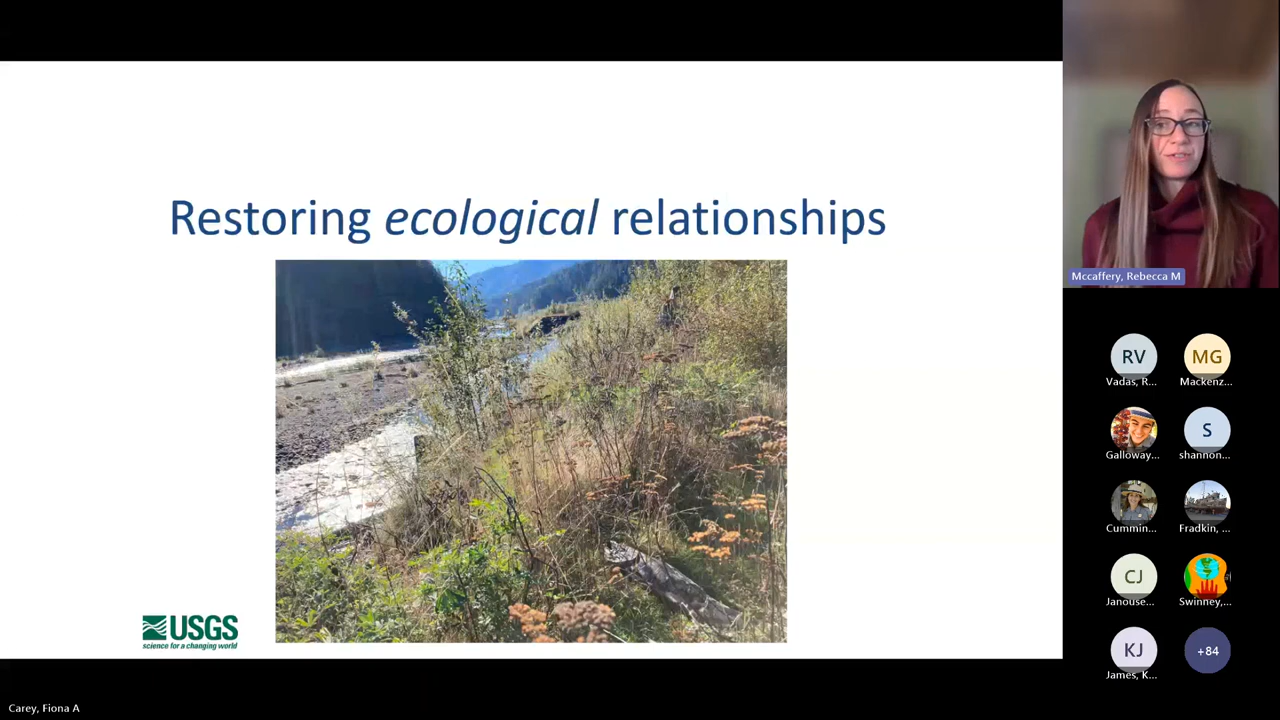 Restoring ecological relationships
USGS
science for a changing world
Mccaffery, Rebecca M
RV
Vadas, R...
MG
Mackenz...
Galloway...
S
shannon...
Cummin...
Fradkin, ...
CJ
Janouse...
Swinney,...
KJ
James, K...
+84
Carey, Fiona A